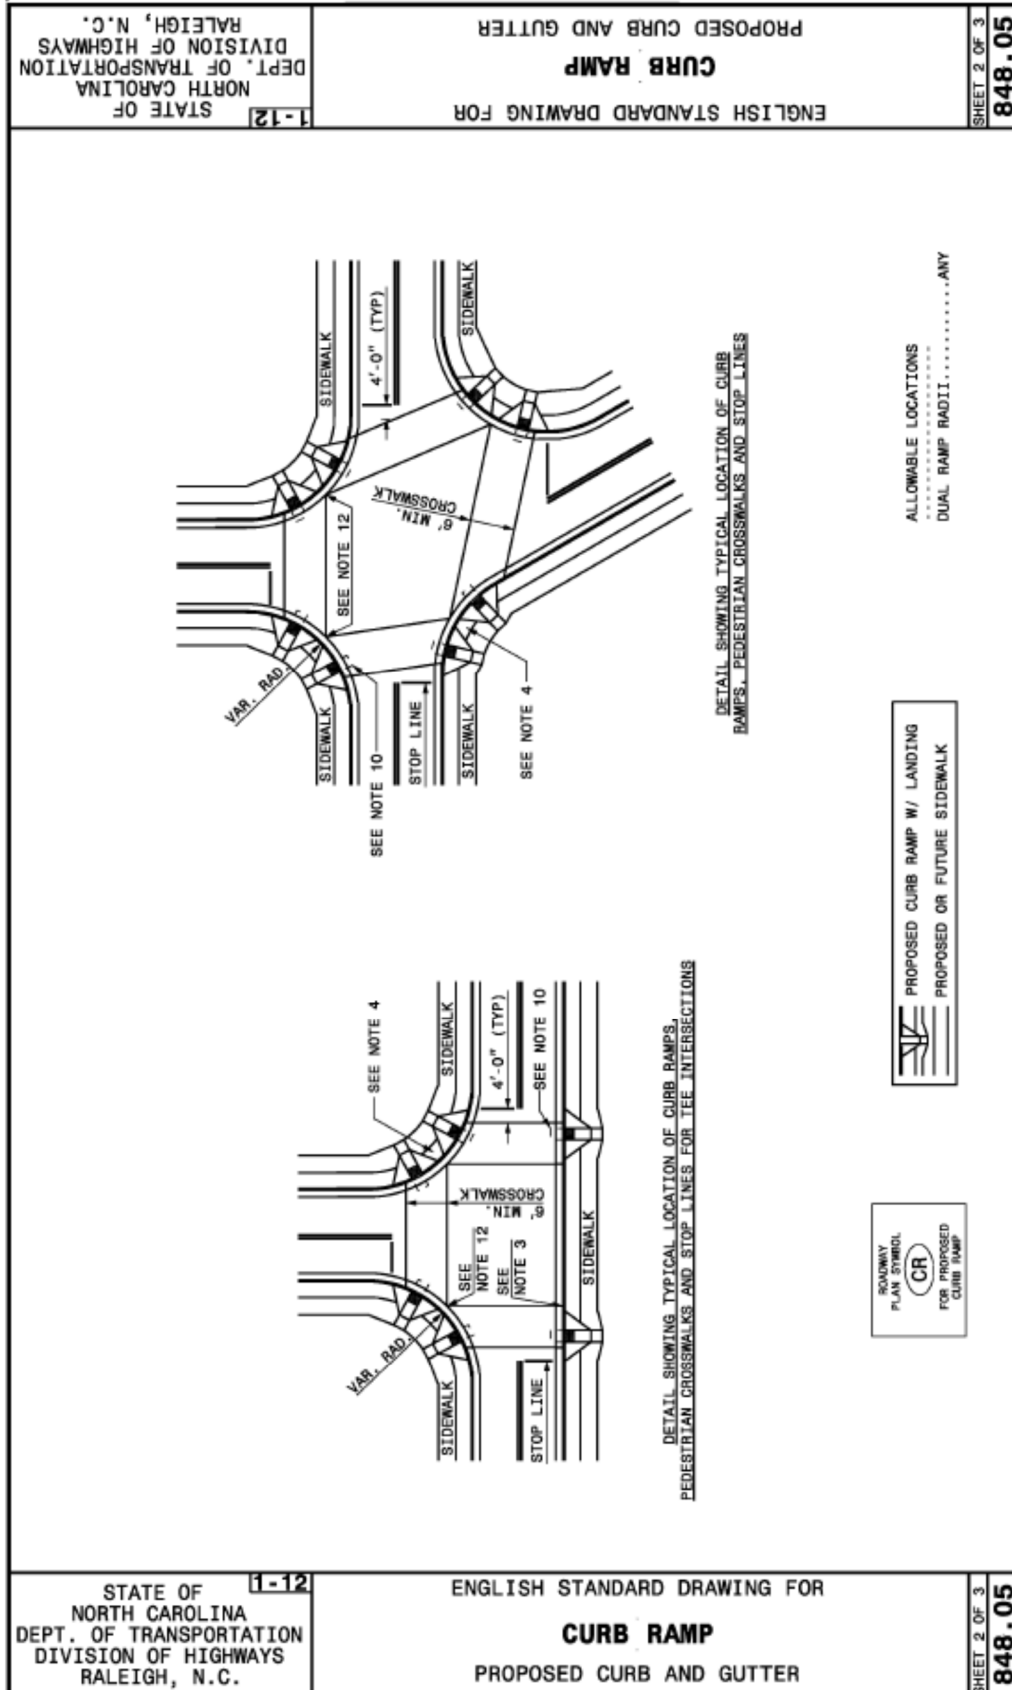 STATE OF
NORTH CAROLINA
DEPT. OF TRANSPORTATION
DIVISION OF HIGHWAYS
RALEIGH, N.C.
1-12
ENGLISH STANDARD DRAWING FOR
CURB RAMP
PROPOSED CURB AND GUTTER
SHEET 2 OF 3
848.05
SIDEWALK
4'-0" (TYP)
SIDEWALK
6' MIN.
CROSSWALK
SEE NOTE 12
VAR. RAD.
SIDEWALK
SEE NOTE 10
STOP LINE
SIDEWALK
SEE NOTE 4
DETAIL SHOWING TYPICAL LOCATION OF CURB
RAMPS, PEDESTRIAN CROSSWALKS AND STOP LINES
ALLOWABLE LOCATIONS
DUAL RAMP RADII..........ANY
SEE NOTE 4
SIDEWALK
4'-0" (TYP)
SEE NOTE 10
6' MIN.
CROSSWALK
SEE
NOTE 12
SEE
NOTE 3
VAR. RAD.
SIDEWALK
STOP LINE
SIDEWALK
DETAIL SHOWING TYPICAL LOCATION OF CURB RAMPS,
PEDESTRIAN CROSSWALKS AND STOP LINES FOR TEE INTERSECTIONS
PROPOSED CURB RAMP W/ LANDING
PROPOSED OR FUTURE SIDEWALK
ROADWAY
PLAN SYMBOL
CR
FOR PROPOSED
CURB RAMP
1-12
STATE OF
NORTH CAROLINA
DEPT. OF TRANSPORTATION
DIVISION OF HIGHWAYS
RALEIGH, N.C.
ENGLISH STANDARD DRAWING FOR
CURB RAMP
PROPOSED CURB AND GUTTER
SHEET 2 OF 3
848.05